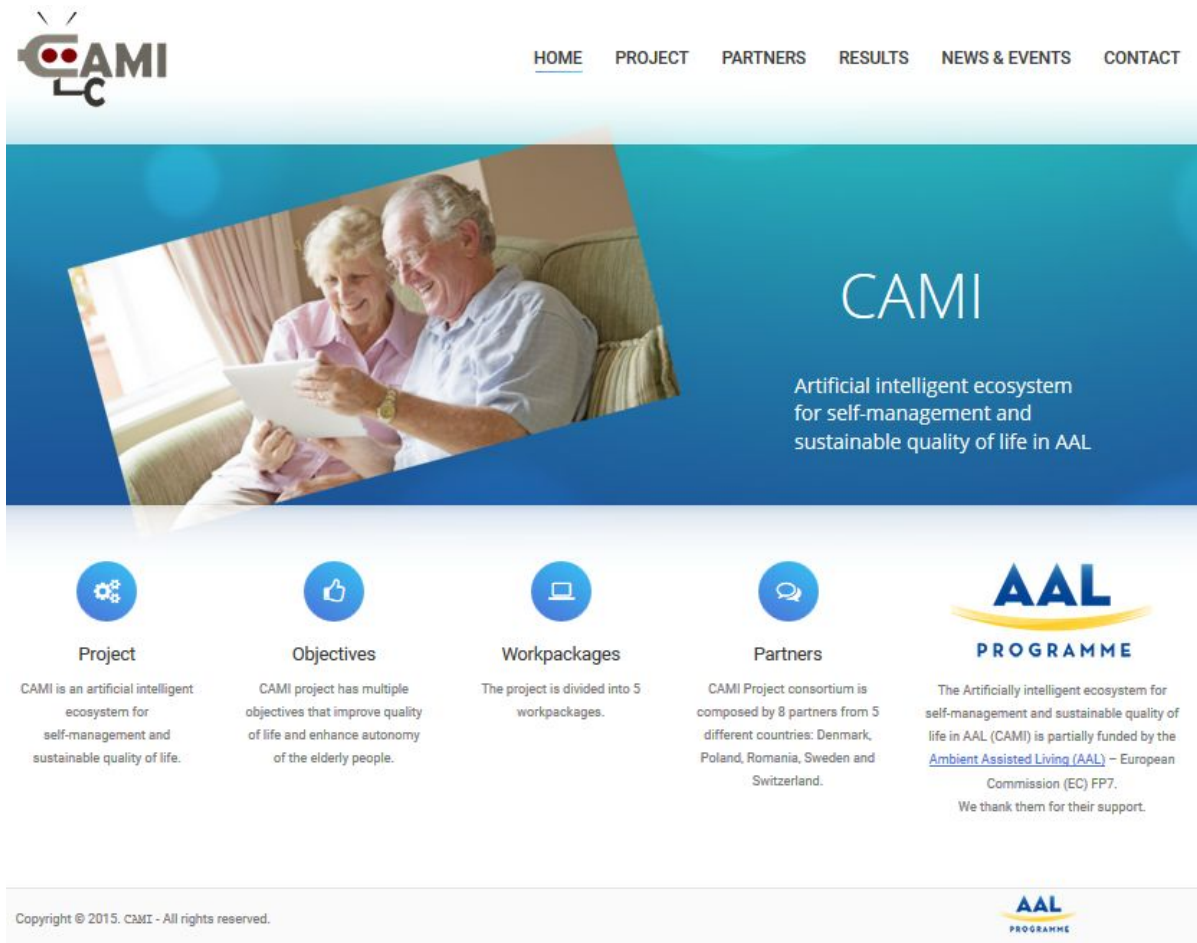 CAMI
C
HOME PROJECT PARTNERS RESULTS NEWS & EVENTS CONTACT
CAMI
Artificial intelligent ecosystem
for self-management and
sustainable quality of life in AAL
Project
CAMI is an artificial intelligent
ecosystem for
self-management and
sustainable quality of life.
Objectives
CAMI project has multiple
objectives that improve quality
of life and enhance autonomy
of the elderly people.
Workpackages
The project is divided into 5
workpackages.
Partners
CAMI Project consortium is
composed by 8 partners from 5
different countries: Denmark,
Poland, Romania, Sweden and
Switzerland.
AAL
PROGRAMME
The Artificially intelligent ecosystem for
self-management and sustainable quality of
life in AAL (CAMI) is partially funded by the
Ambient Assisted Living (AAL) – European
Commission (EC) FP7.
We thank them for their support.
Copyright © 2015. CAMI - All rights reserved.
AAL
PROGRAMME